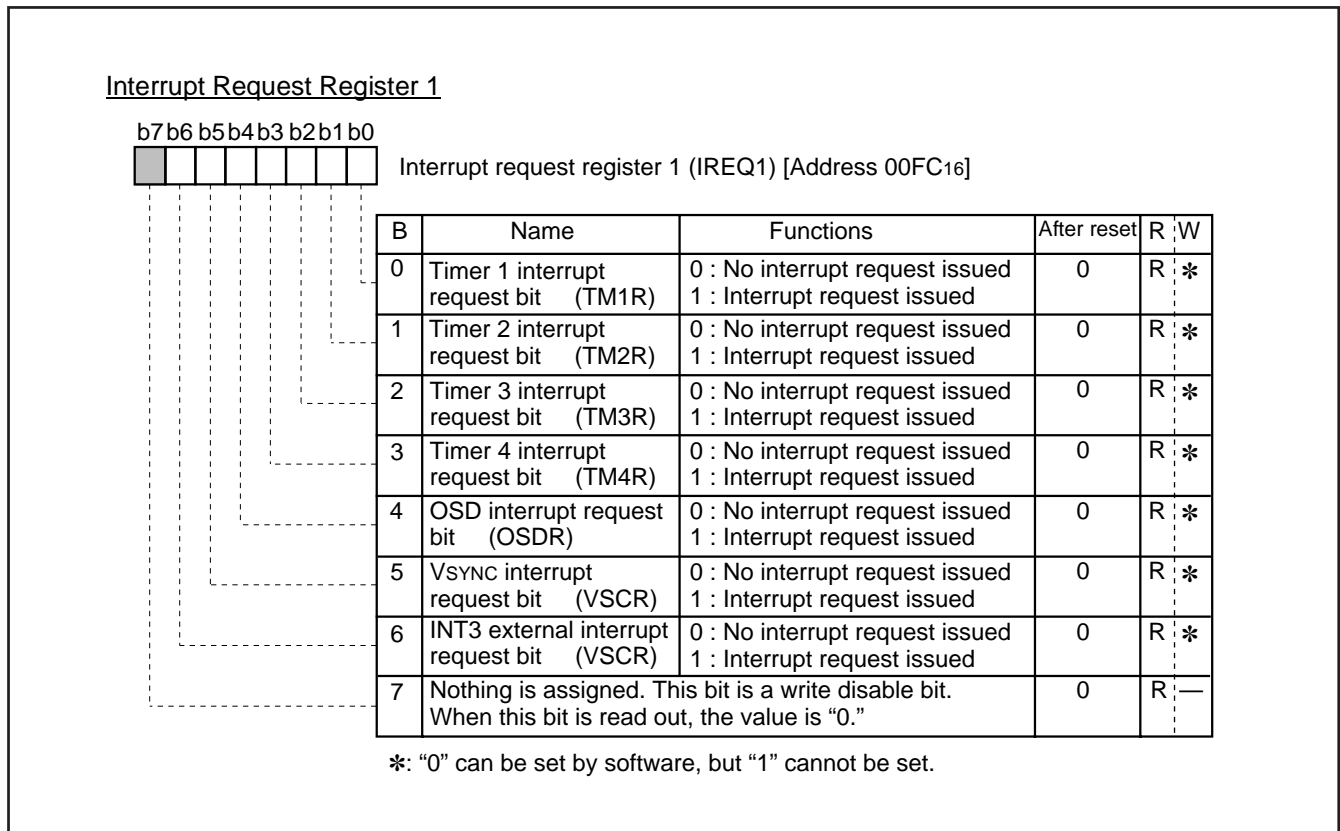 Interrupt Request Register 1
b7 b6 b5 b4 b3 b2 b1 b0
Interrupt request register 1 (IREQ1) [Address 00FC16]
B Name Functions After reset R W
0 Timer 1 interrupt 0 : No interrupt request issued 0 R ✽
request bit (TM1R) 1 : Interrupt request issued
1 Timer 2 interrupt 0 : No interrupt request issued 0 R ✽
request bit (TM2R) 1 : Interrupt request issued
2 Timer 3 interrupt 0 : No interrupt request issued 0 R ✽
request bit (TM3R) 1 : Interrupt request issued
3 Timer 4 interrupt 0 : No interrupt request issued 0 R ✽
request bit (TM4R) 1 : Interrupt request issued
4 OSD interrupt request 0 : No interrupt request issued 0 R ✽
bit (OSDR) 1 : Interrupt request issued
5 VSYNC interrupt 0 : No interrupt request issued 0 R ✽
request bit (VSCR) 1 : Interrupt request issued
6 INT3 external interrupt 0 : No interrupt request issued 0 R ✽
request bit (VSCR) 1 : Interrupt request issued
7 Nothing is assigned. This bit is a write disable bit. 0 R —
When this bit is read out, the value is “0.”
✽: “0” can be set by software, but “1” cannot be set.